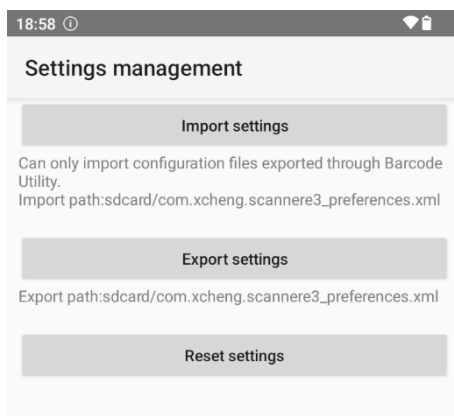 18:58
Settings management
Import settings
Can only import configuration files exported through Barcode
Utility.
Import path:sdcard/com.xcheng.scannere3_preferences.xml
Export settings
Export path:sdcard/com.xcheng.scannere3_preferences.xml
Reset settings